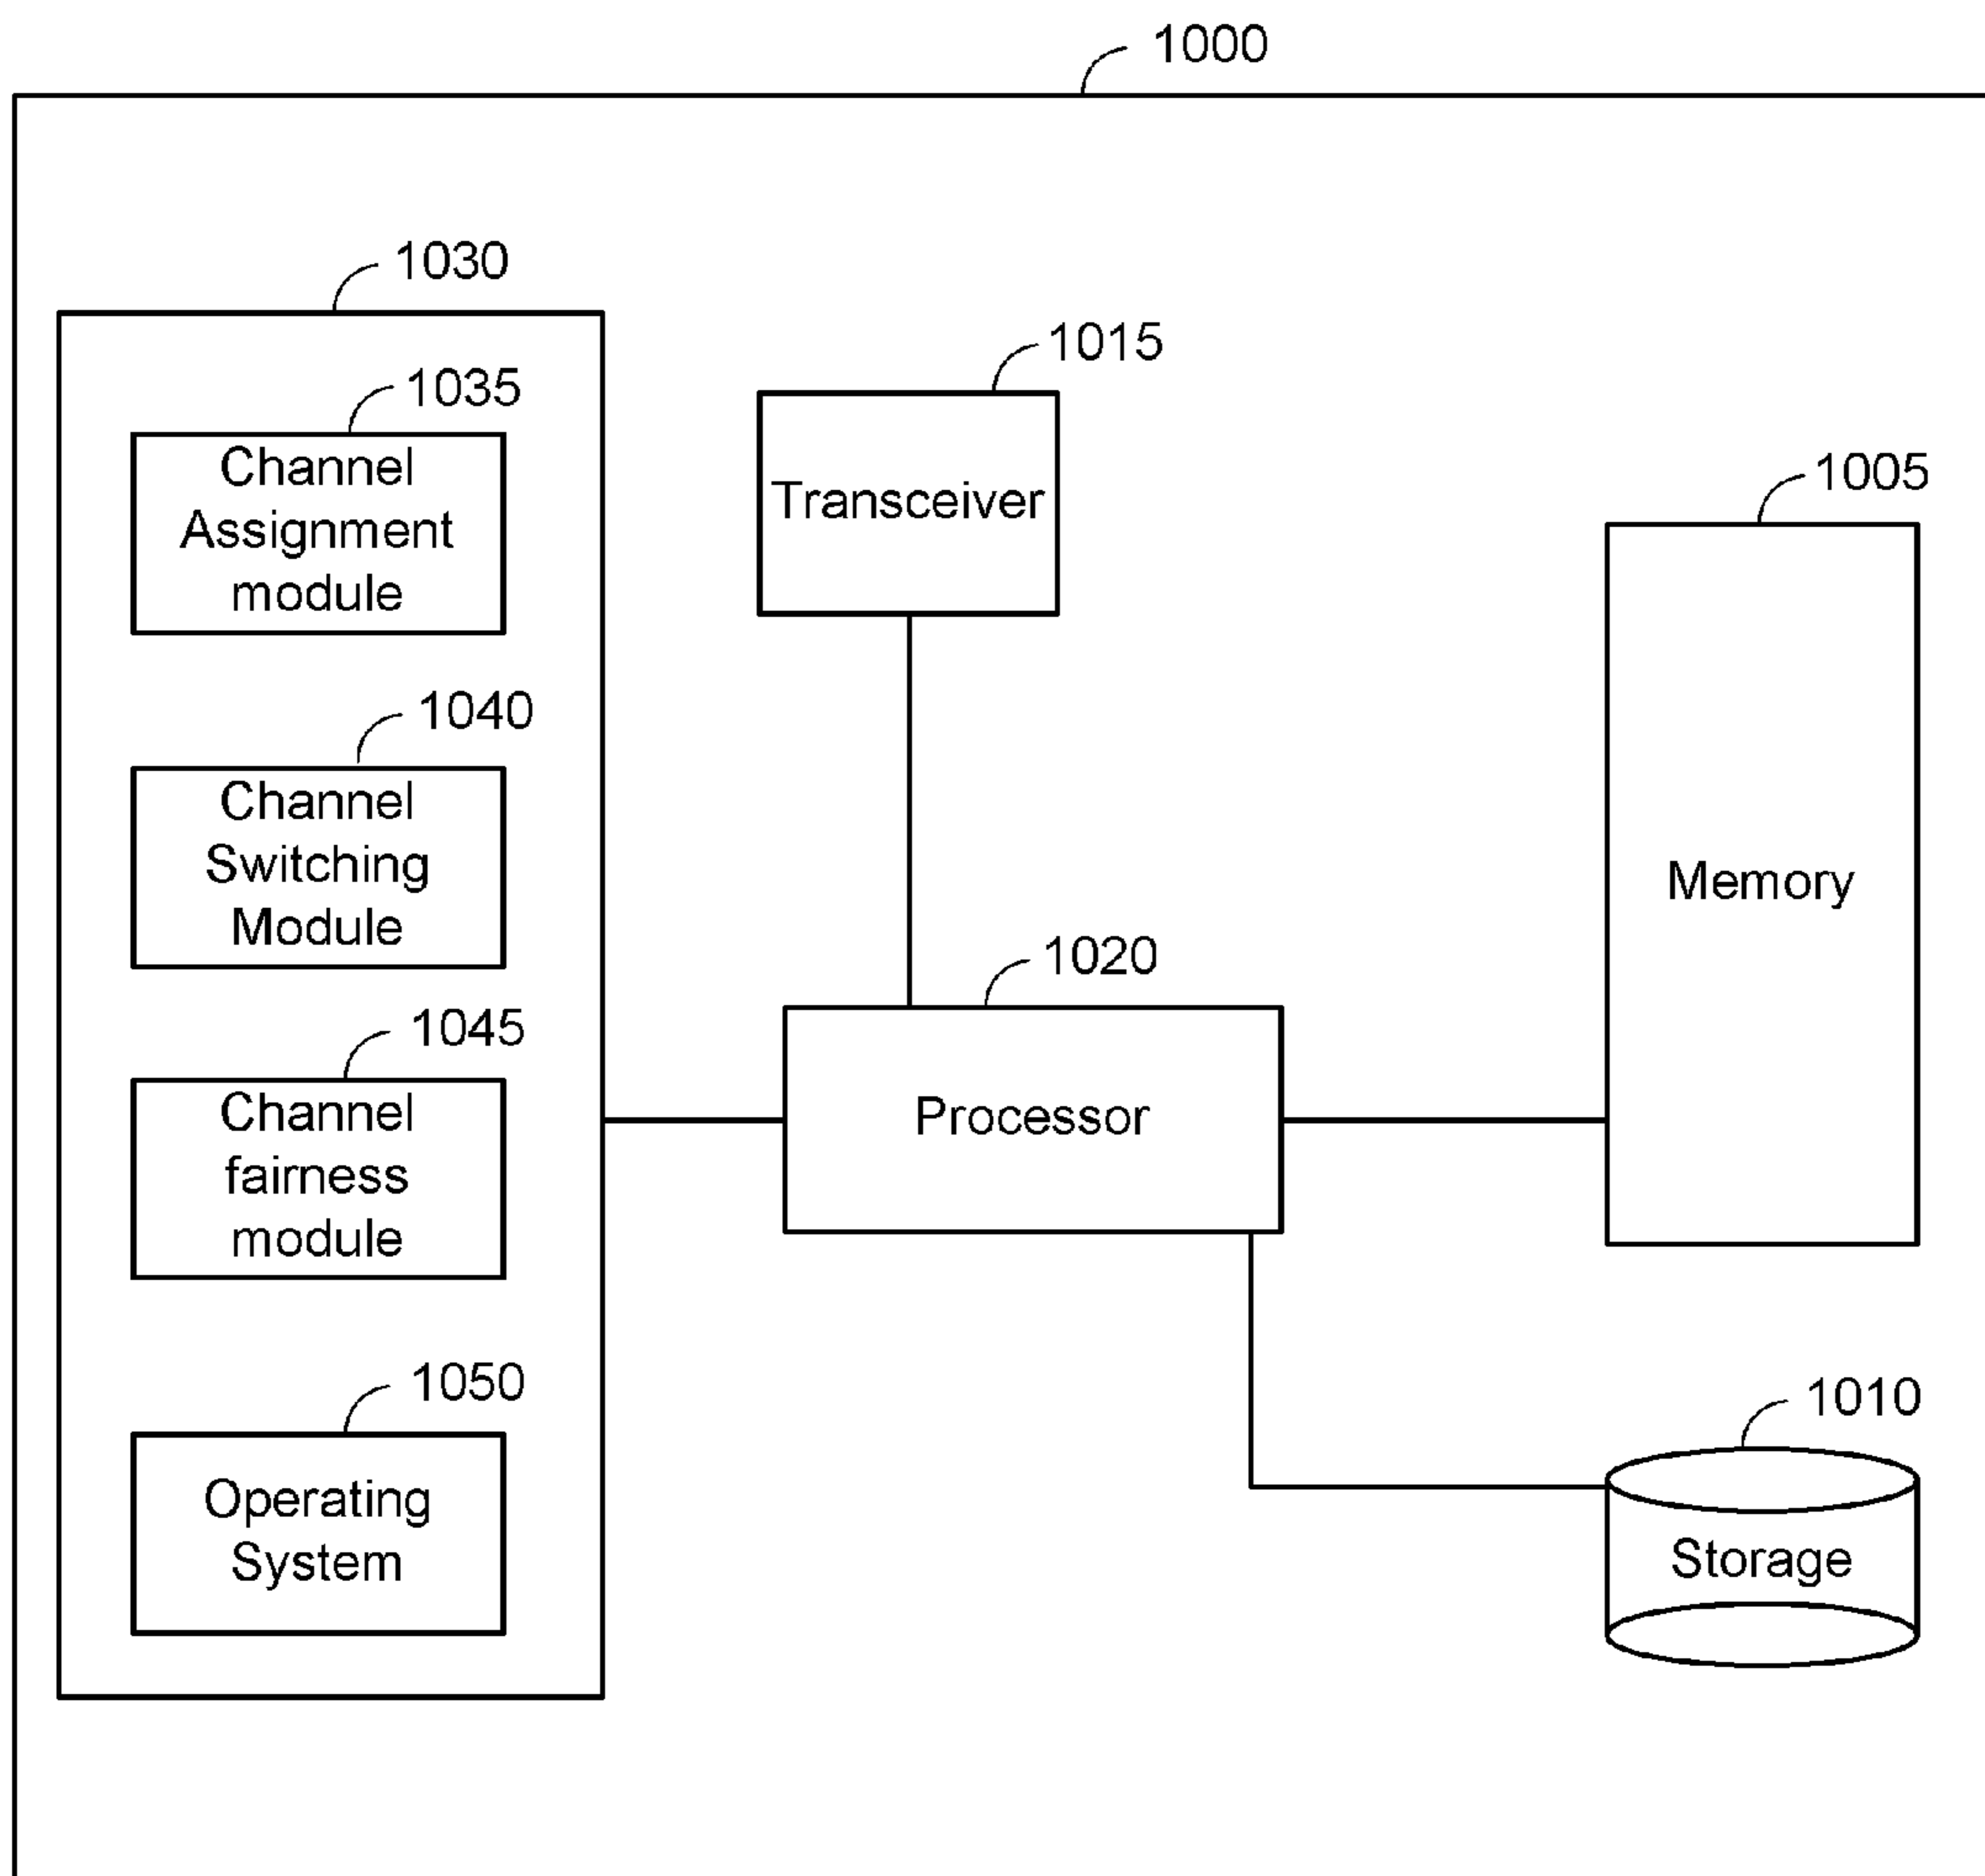 1000
1030
1035
Channel
Assignment
module
1040
Channel
Switching
Module
1045
Channel
fairness
module
1050
Operating
System
1015
Transceiver
1020
Processor
1005
Memory
1010
Storage